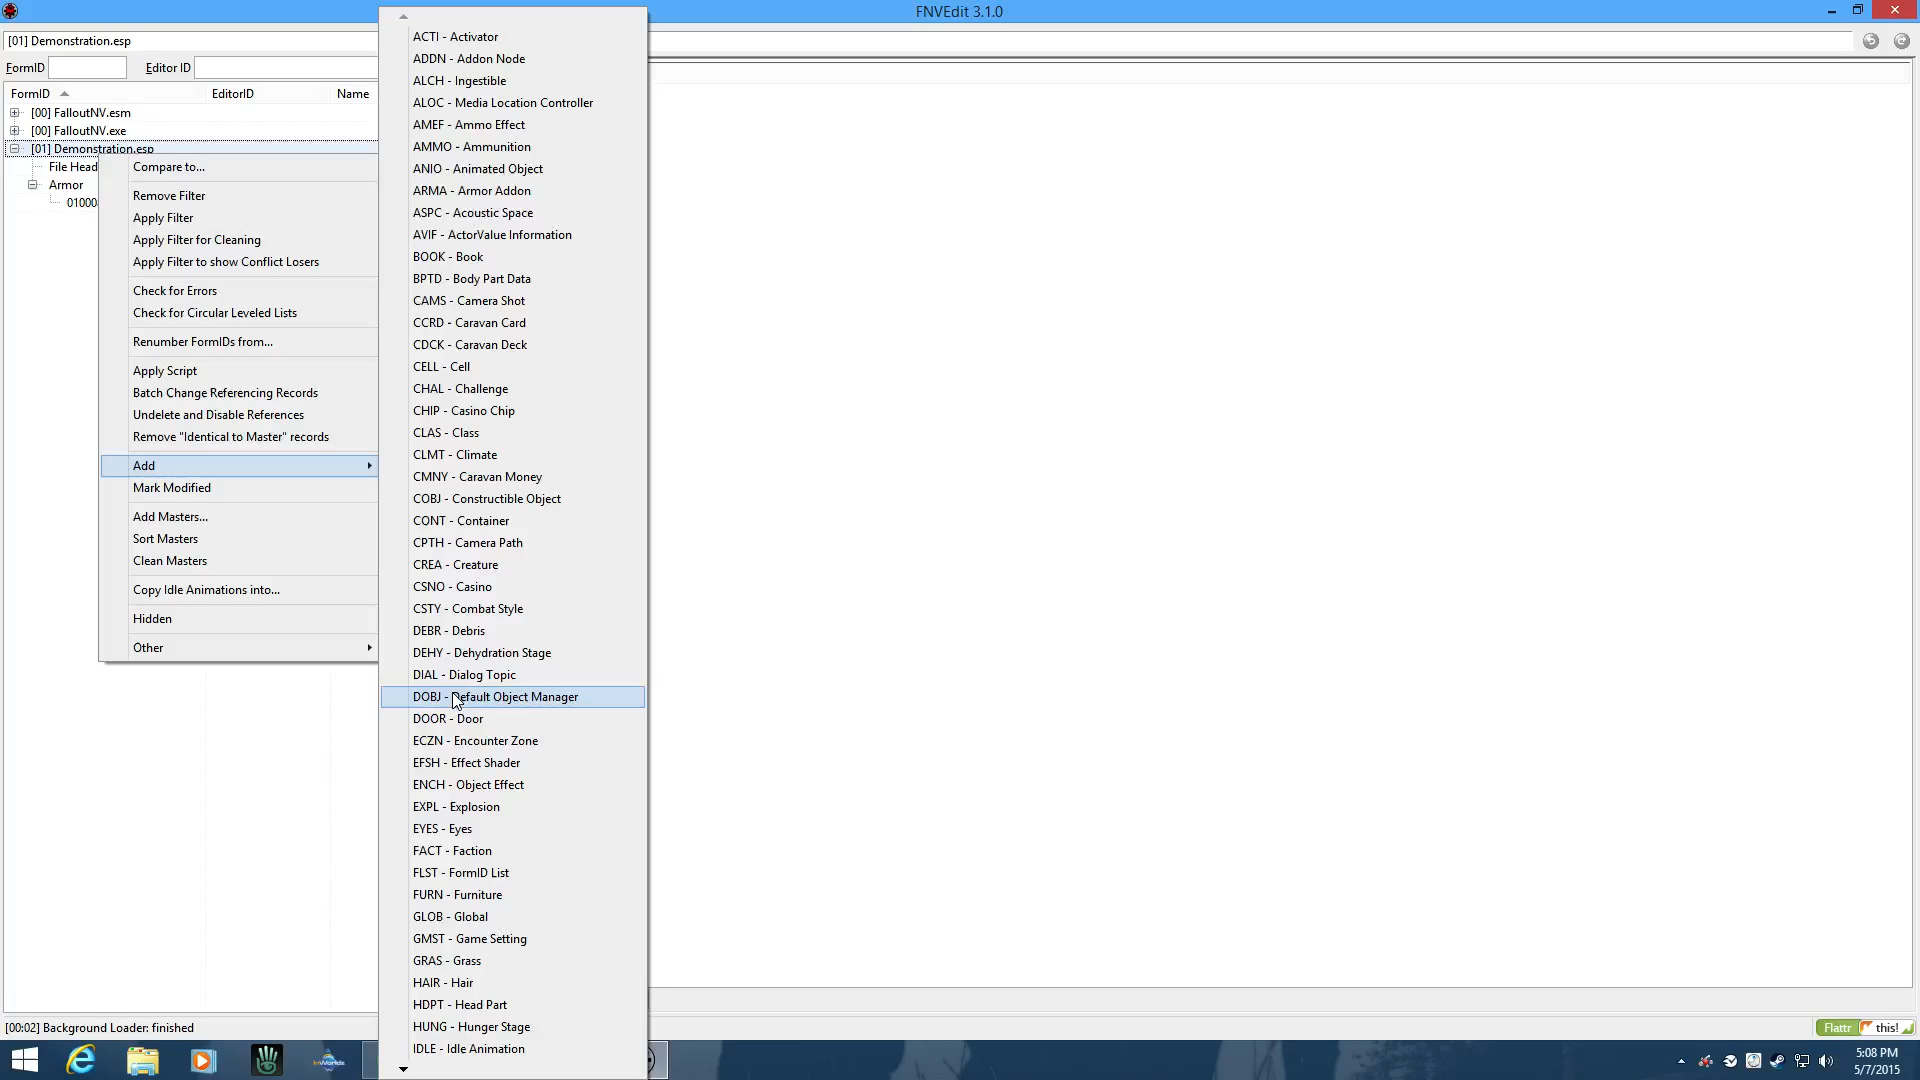 FNVEdit 3.1.0
[01] Demonstration.esp
FormID
Editor ID
FormID
EditorID
Name
[00] FalloutNV.esm
[00] FalloutNV.exe
[01] Demonstration.esp
File Head
Armor
01000
Compare to...
Remove Filter
Apply Filter
Apply Filter for Cleaning
Apply Filter to show Conflict Losers
Check for Errors
Check for Circular Leveled Lists
Renumber FormIDs from...
Apply Script
Batch Change Referencing Records
Undelete and Disable References
Remove "Identical to Master" records
Add
Mark Modified
Add Masters...
Sort Masters
Clean Masters
Copy Idle Animations into...
Hidden
Other
ACTI - Activator
ADDN - Addon Node
ALCH - Ingestible
ALOC - Media Location Controller
AMEF - Ammo Effect
AMMO - Ammunition
ANIO - Animated Object
ARMA - Armor Addon
ASPC - Acoustic Space
AVIF - ActorValue Information
BOOK - Book
BPTD - Body Part Data
CAMS - Camera Shot
CCRD - Caravan Card
CDCK - Caravan Deck
CELL - Cell
CHAL - Challenge
CHIP - Casino Chip
CLAS - Class
CLMT - Climate
CMNY - Caravan Money
COBJ - Constructible Object
CONT - Container
CPTH - Camera Path
CREA - Creature
CSNO - Casino
CSTY - Combat Style
DEBR - Debris
DEHY - Dehydration Stage
DIAL - Dialog Topic
DOBJ - Default Object Manager
DOOR - Door
ECZN - Encounter Zone
EFSH - Effect Shader
ENCH - Object Effect
EXPL - Explosion
EYES - Eyes
FACT - Faction
FLST - FormID List
FURN - Furniture
GLOB - Global
GMST - Game Setting
GRAS - Grass
HAIR - Hair
HDPT - Head Part
HUNG - Hunger Stage
IDLE - Idle Animation
[00:02] Background Loader: finished
Flattr this!
InWorldz
5:08 PM
5/7/2015